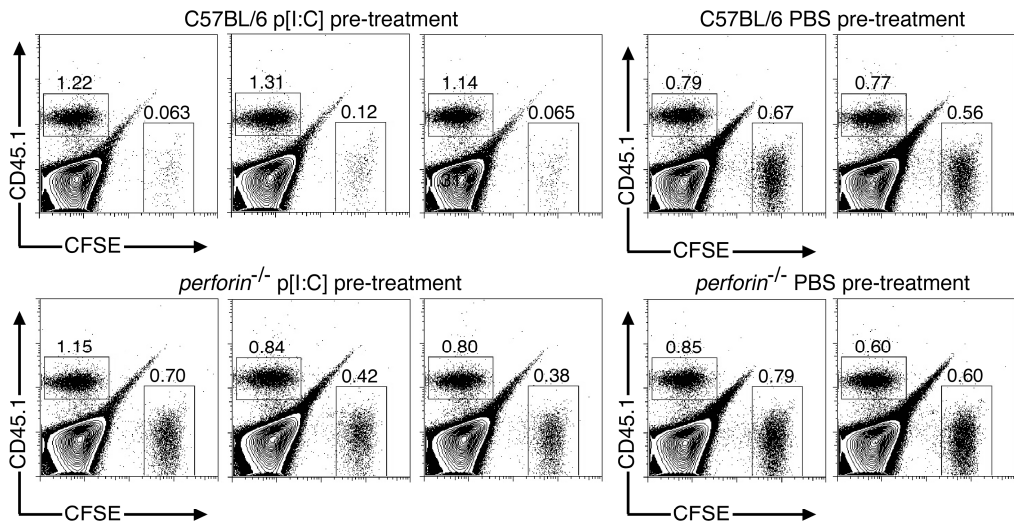 C57BL/6 p[I:C] pre-treatment
C57BL/6 PBS pre-treatment
1.22
0.063
1.31
0.12
1.14
0.065
0.79
0.67
0.77
0.56
CD45.1
CD45.1
CFSE
CFSE
perforin-/- p[I:C] pre-treatment
perforin-/- PBS pre-treatment
1.15
0.70
0.84
0.42
0.80
0.38
0.85
0.79
0.60
0.60
CD45.1
CD45.1
CFSE
CFSE